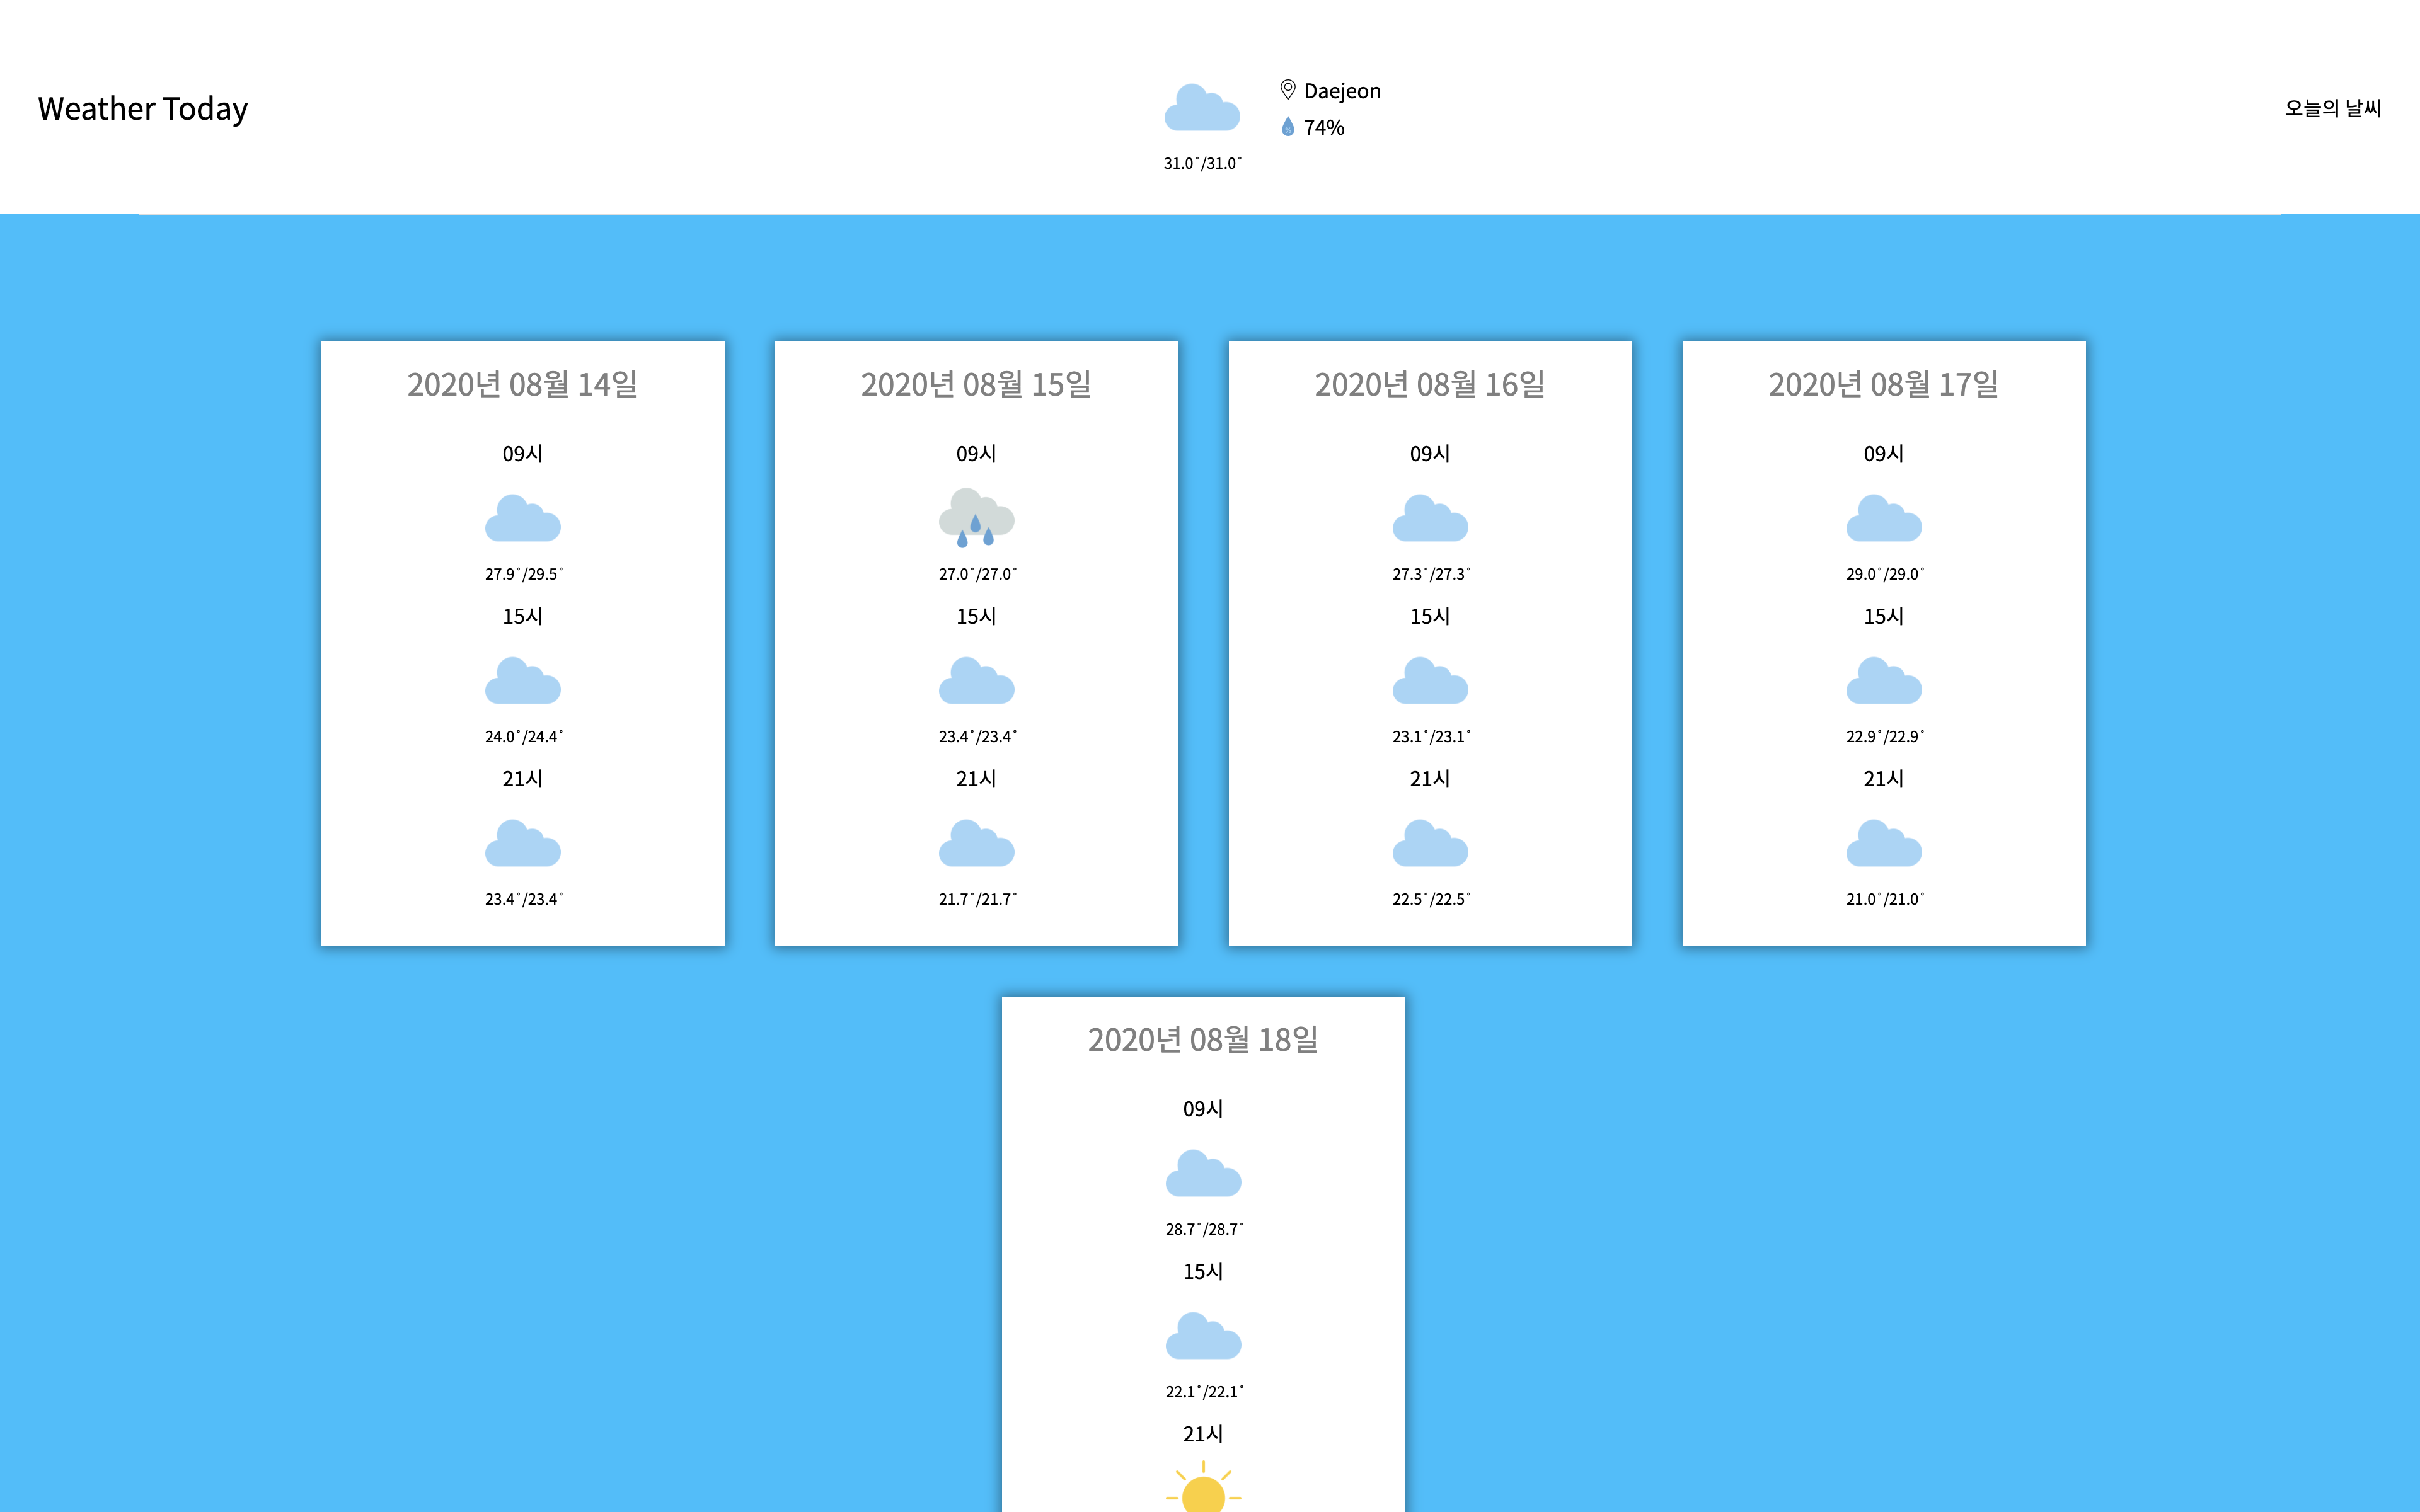 Weather Today
Daejeon
74%
31.0˚/31.0˚
오늘의 날씨
2020년 08월 14일
09시
27.9˚/29.5˚
15시
24.0˚/24.4˚
21시
23.4˚/23.4˚
2020년 08월 15일
09시
27.0˚/27.0˚
15시
23.4˚/23.4˚
21시
21.7˚/21.7˚
2020년 08월 16일
09시
27.3˚/27.3˚
15시
23.1˚/23.1˚
21시
22.5˚/22.5˚
2020년 08월 17일
09시
29.0˚/29.0˚
15시
22.9˚/22.9˚
21시
21.0˚/21.0˚
2020년 08월 18일
09시
28.7˚/28.7˚
15시
22.1˚/22.1˚
21시